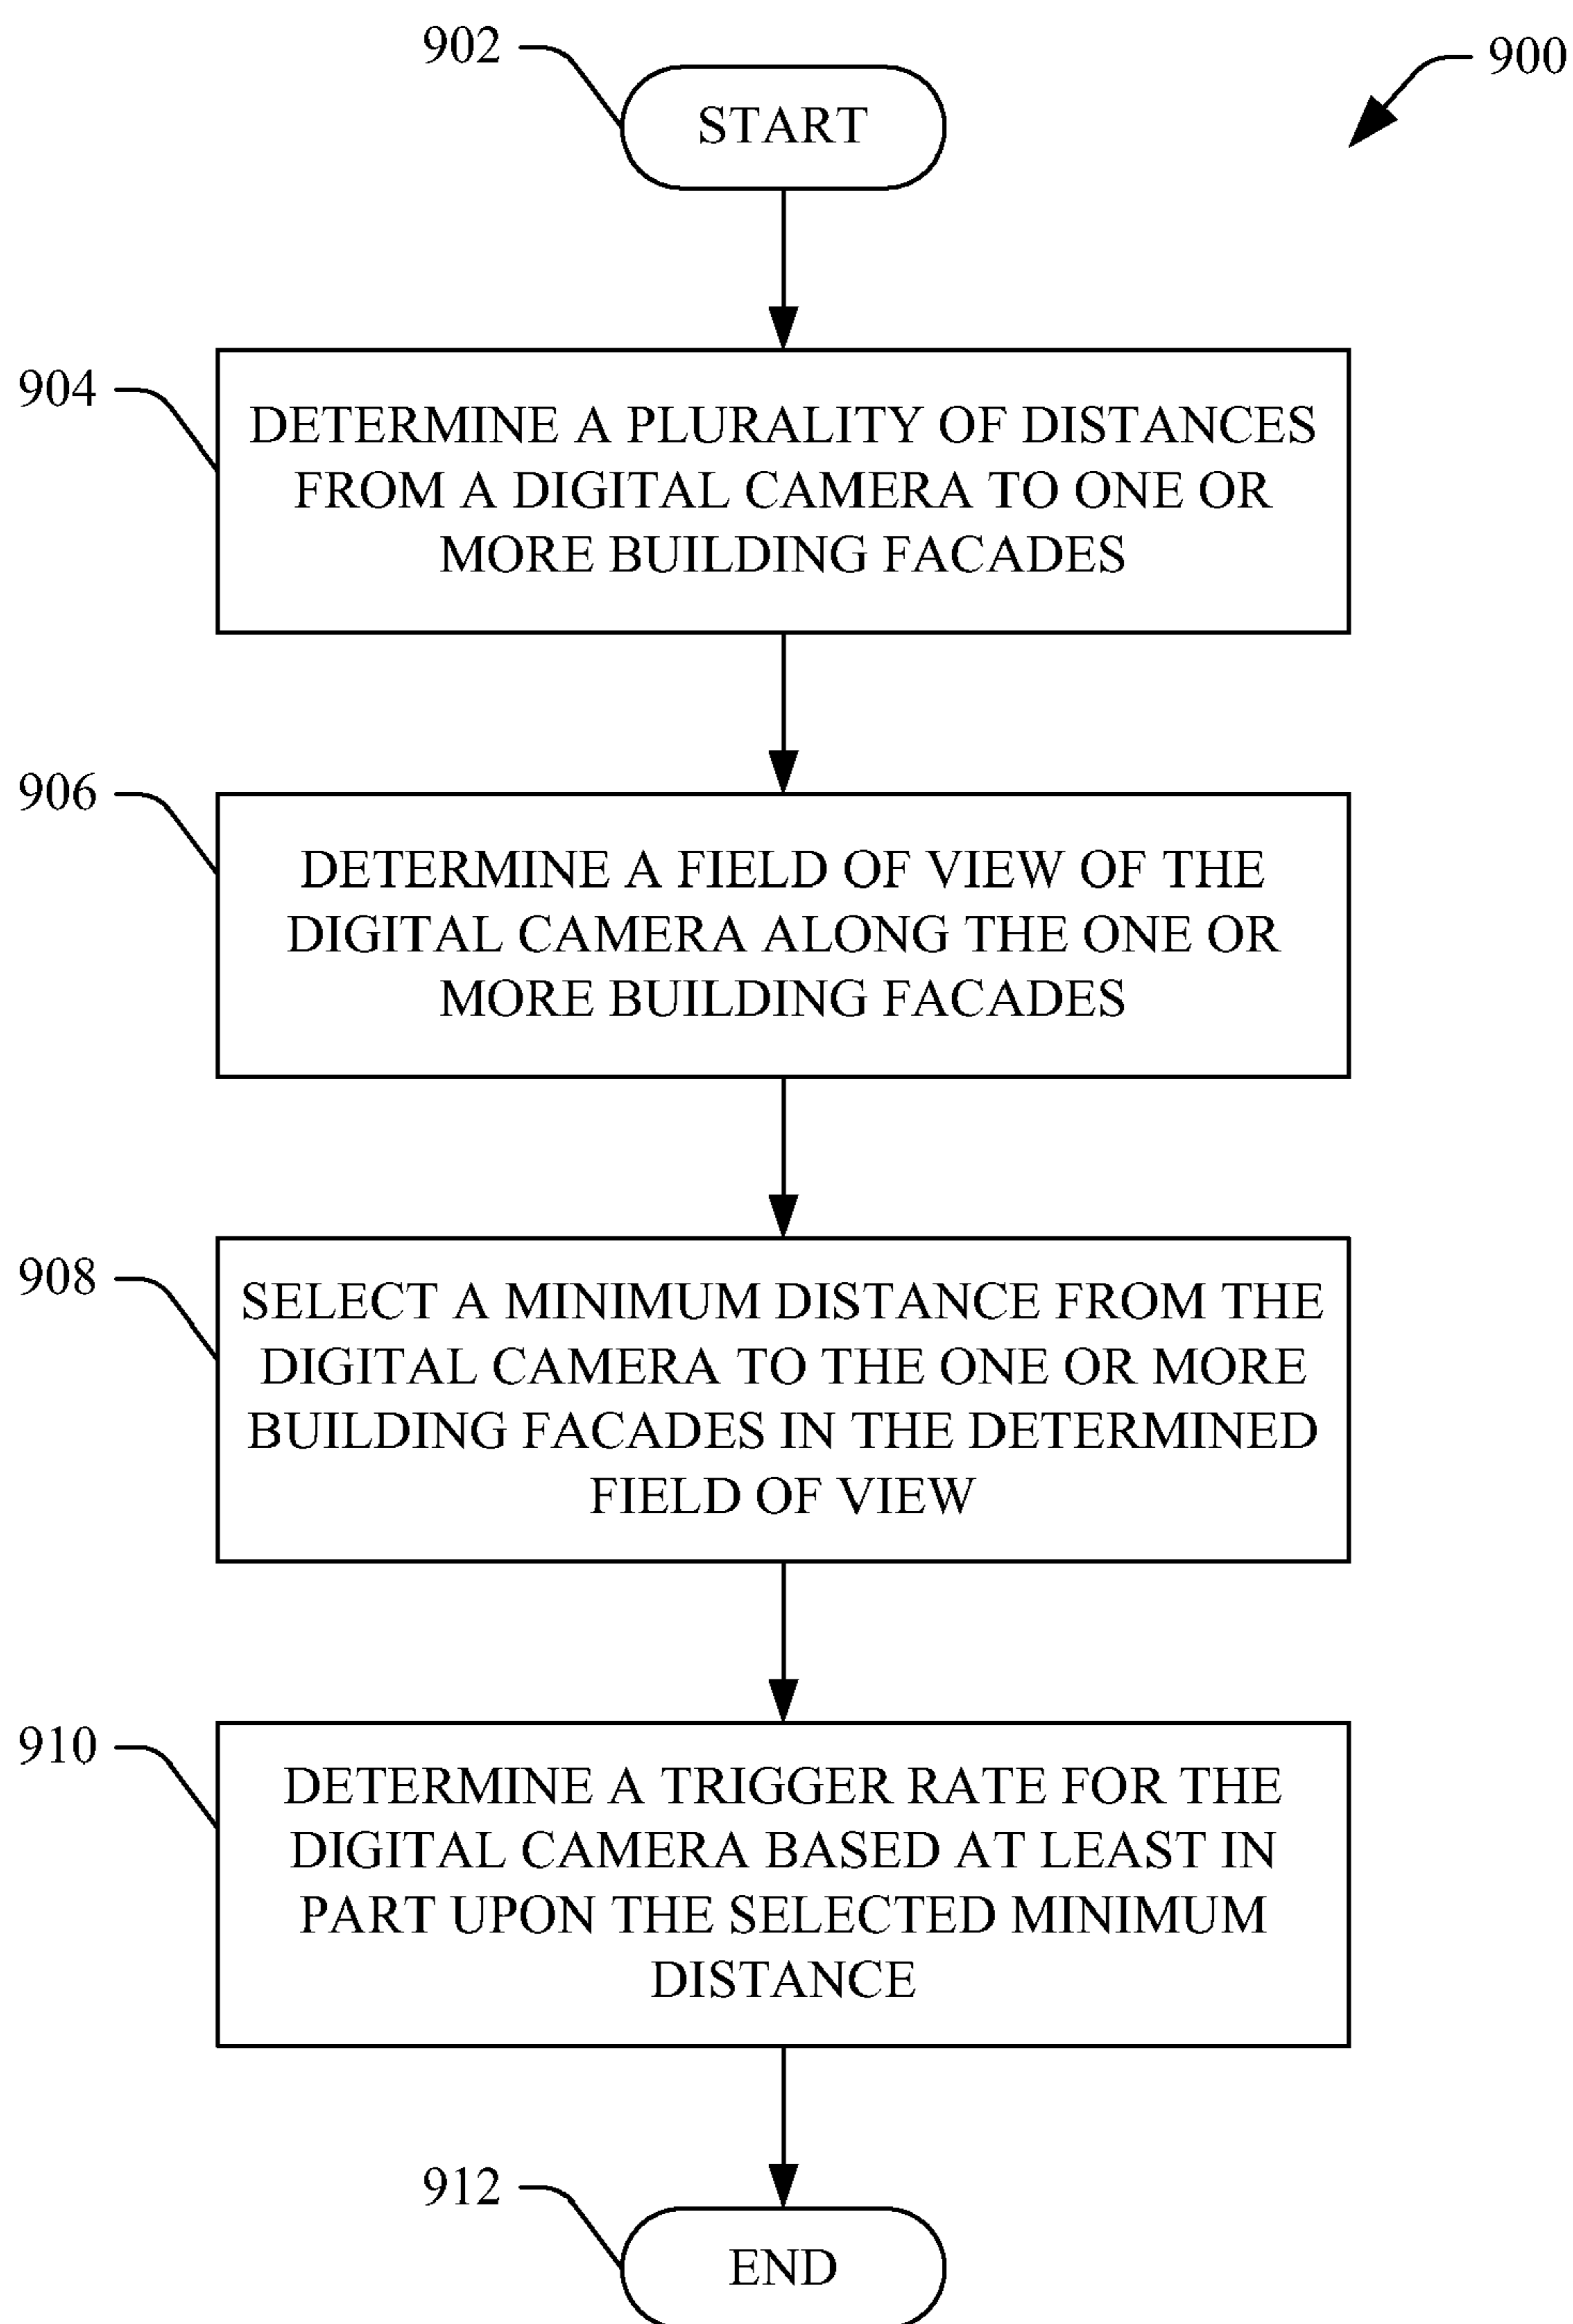 902
900
START
904
DETERMINE A PLURALITY OF DISTANCES
FROM A DIGITAL CAMERA TO ONE OR
MORE BUILDING FACADES
906
DETERMINE A FIELD OF VIEW OF THE
DIGITAL CAMERA ALONG THE ONE OR
MORE BUILDING FACADES
908
SELECT A MINIMUM DISTANCE FROM THE
DIGITAL CAMERA TO THE ONE OR MORE
BUILDING FACADES IN THE DETERMINED
FIELD OF VIEW
910
DETERMINE A TRIGGER RATE FOR THE
DIGITAL CAMERA BASED AT LEAST IN
PART UPON THE SELECTED MINIMUM
DISTANCE
912
END